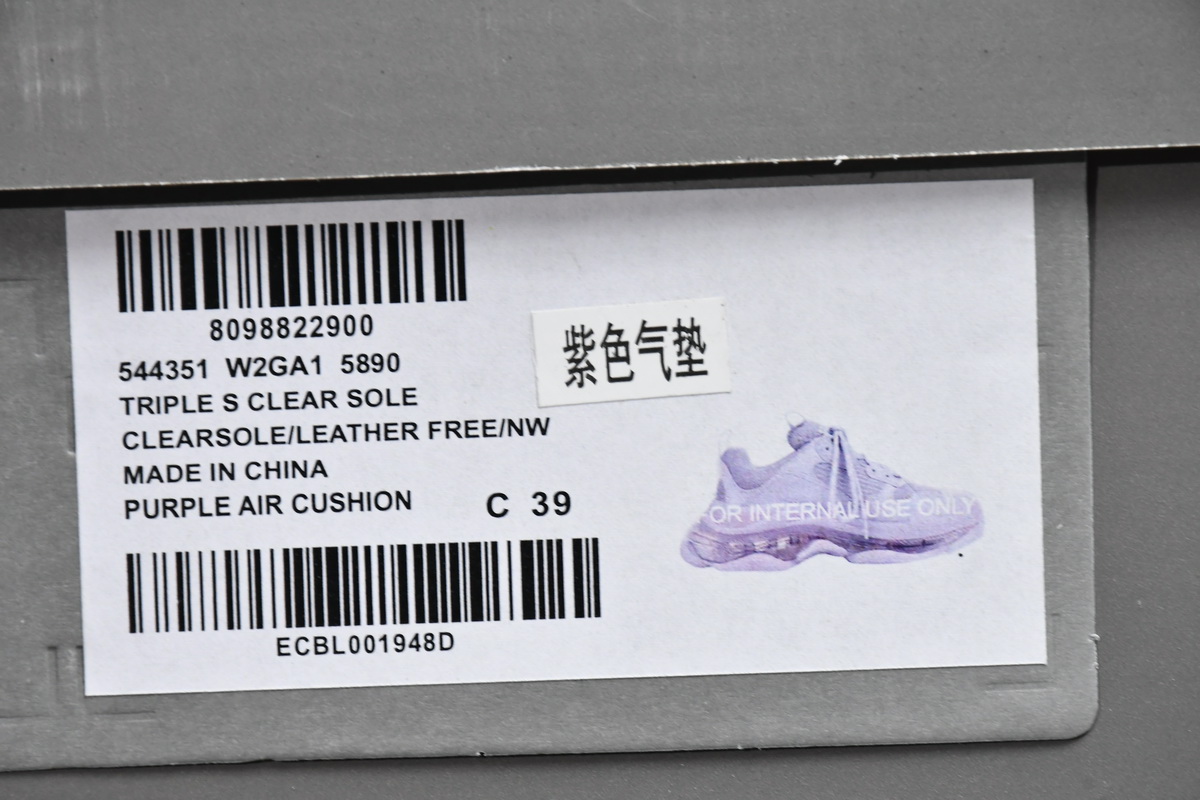 8098822900
544351 W2GA1 5890
TRIPLE S CLEAR SOLE
CLEARSOLE/LEATHER FREE/NW
MADE IN CHINA
PURPLE AIR CUSHION C 39
ECBL001948D
紫色气垫
OR INTERNAL USE ONLY